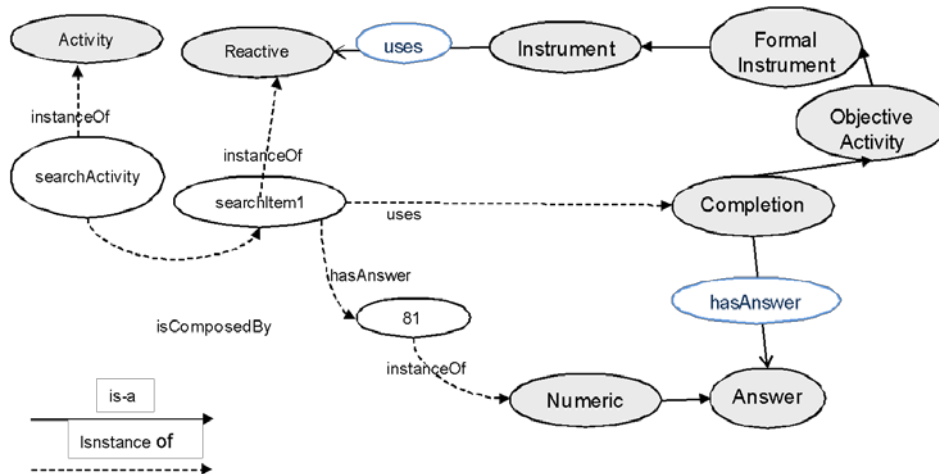 Activity
Reactive
uses
Instrument
Formal
Instrument
Objective
Activity
instanceOf
searchActivity
instanceOf
searchItem1
uses
Completion
hasAnswer
hasAnswer
81
isComposedBy
instanceOf
Numeric
Answer
is-a
Isnstance of